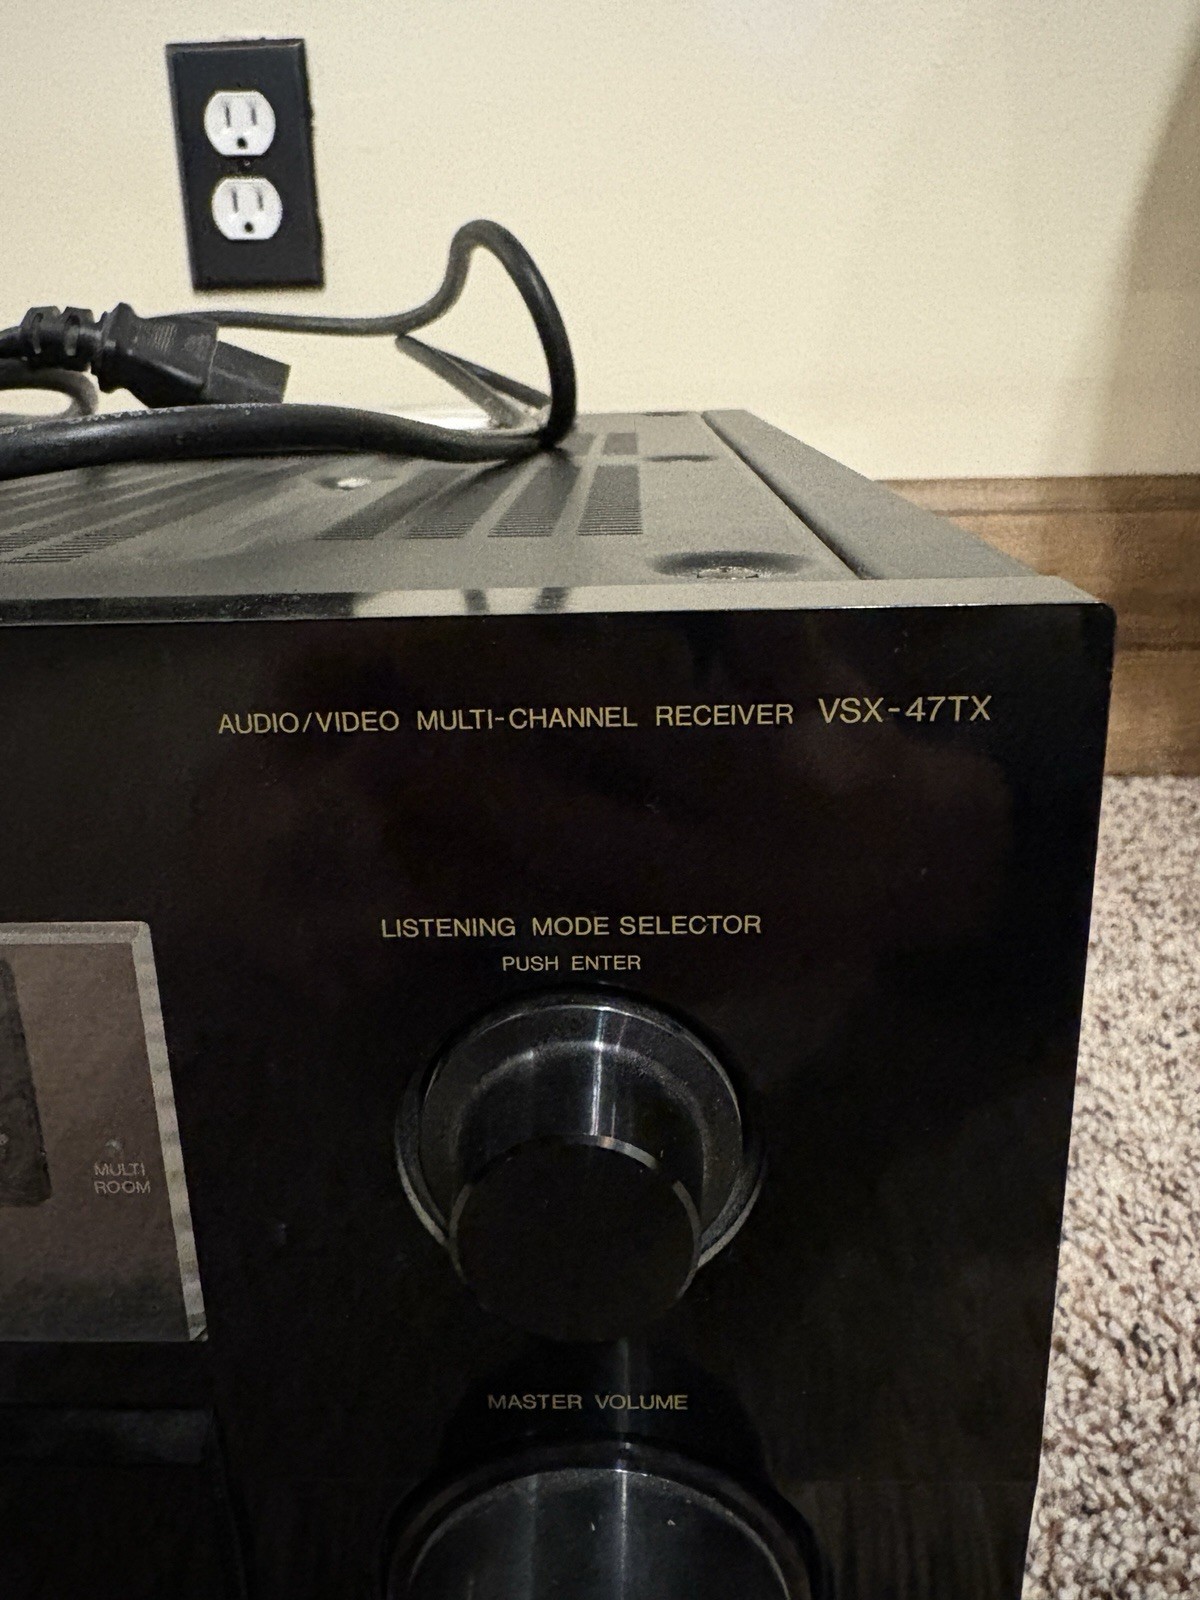 AUDIO/VIDEO MULTI-CHANNEL RECEIVER VSX-47TX
LISTENING MODE SELECTOR
PUSH ENTER
MULTI
ROOM
MASTER VOLUME